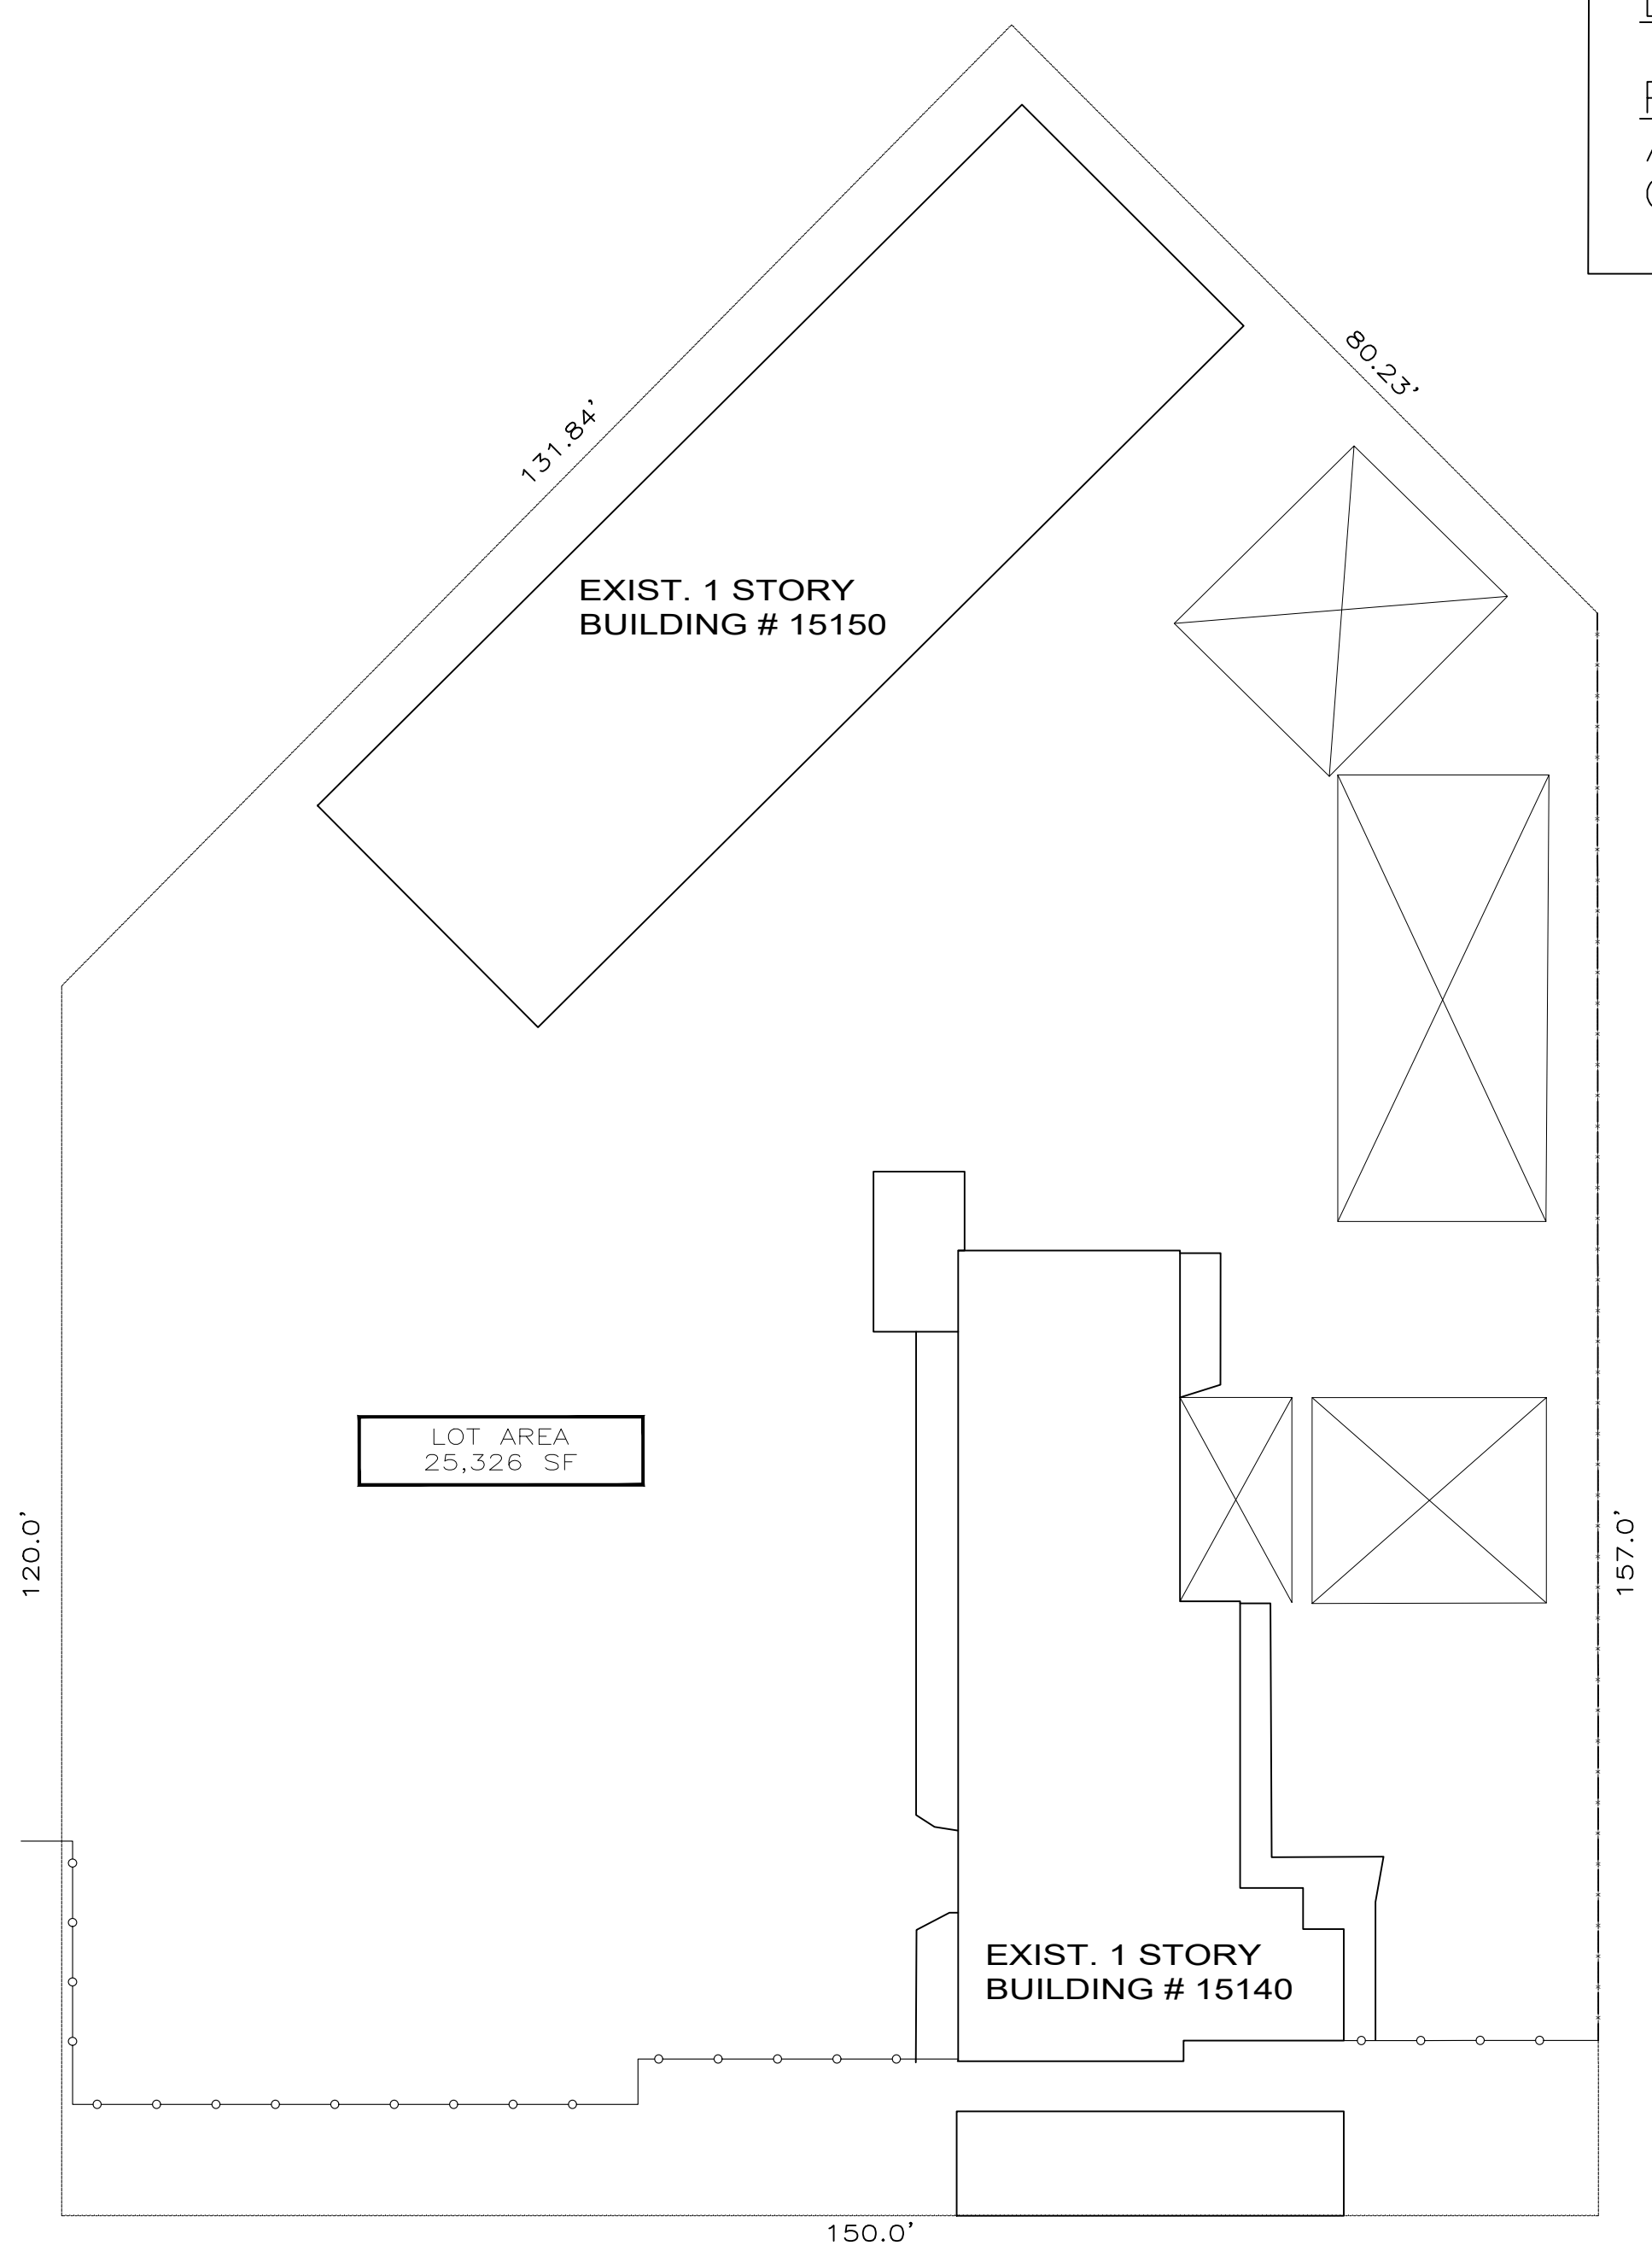 80.23'
131.84'
EXIST. 1 STORY
BUILDING # 15150
LOT AREA
25,326 SF
120.0'
157.0'
EXIST. 1 STORY
BUILDING # 15140
150.0'